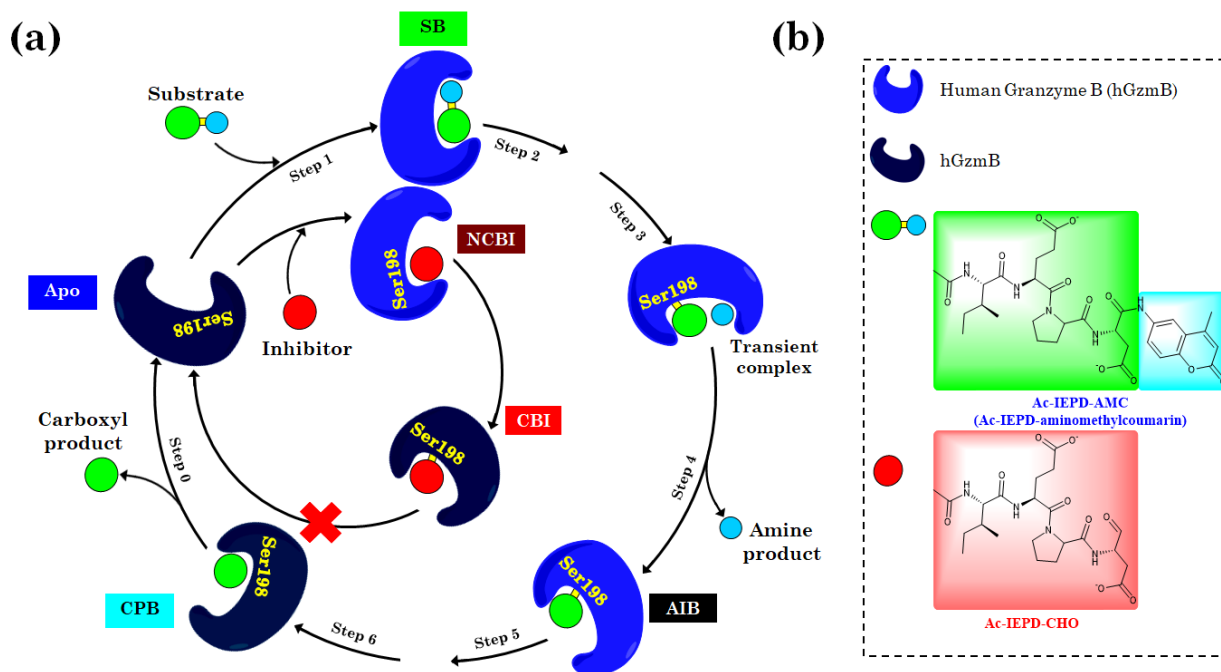 (a)
SB
Substrate
Step 1
Step 2
Step 3
Ser198
NCBI
Apo
Ser198
Inhibitor
Ser198
Transient
complex
Carboxyl
product
Step 0
CBI
Ser198
Step 4
Amine
product
CPB
Ser198
Step 6
Step 5
Ser198
AIB
(b)
Human Granzyme B (hGzmB)
hGzmB
O
O-
H
N
O
O
N
H
O
N
O
N
H
O
H
N
O-
O
O
O
Ac-IEPD-AMC
(Ac-IEPD-aminomethylcoumarin)
O
O-
H
N
O
O
N
H
O
N
O
N
H
O
O-
O
Ac-IEPD-CHO